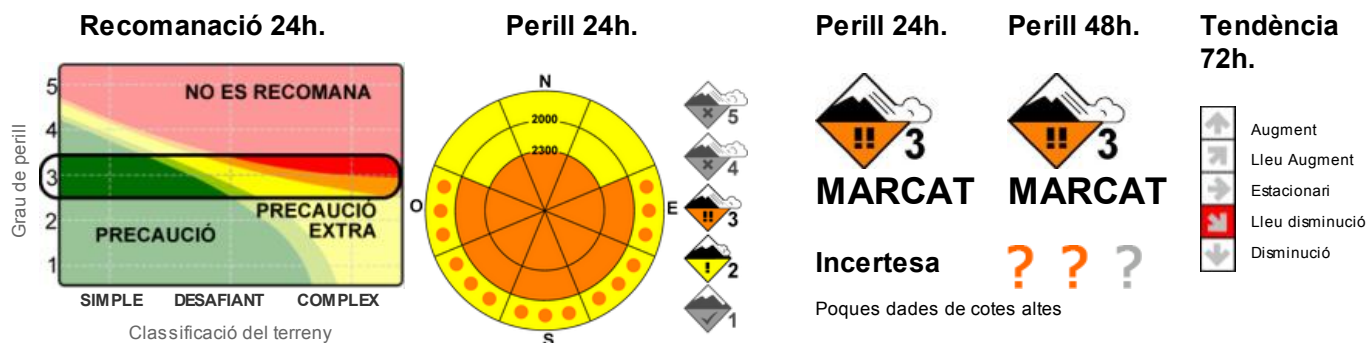 Recomanació 24h.
Perill 24h.
Perill 24h.
Perill 48h.
Tendència
72h.
Grau de perill
5
4
3
2
1
NO ES RECOMANA
PRECAUCIÓ
EXTRA
PRECAUCIÓ
SIMPLE
DESAFIANT
COMPLEX
Classificació del terreny
N
2000
2300
O
E
S
5
4
!! 3
! 2
1
!! 3
MARCAT
!! 3
MARCAT
Incertesa
? ? ?
Poques dades de cotes altes
Augment
Lleu Augment
Estacionari
Lleu disminució
Disminució